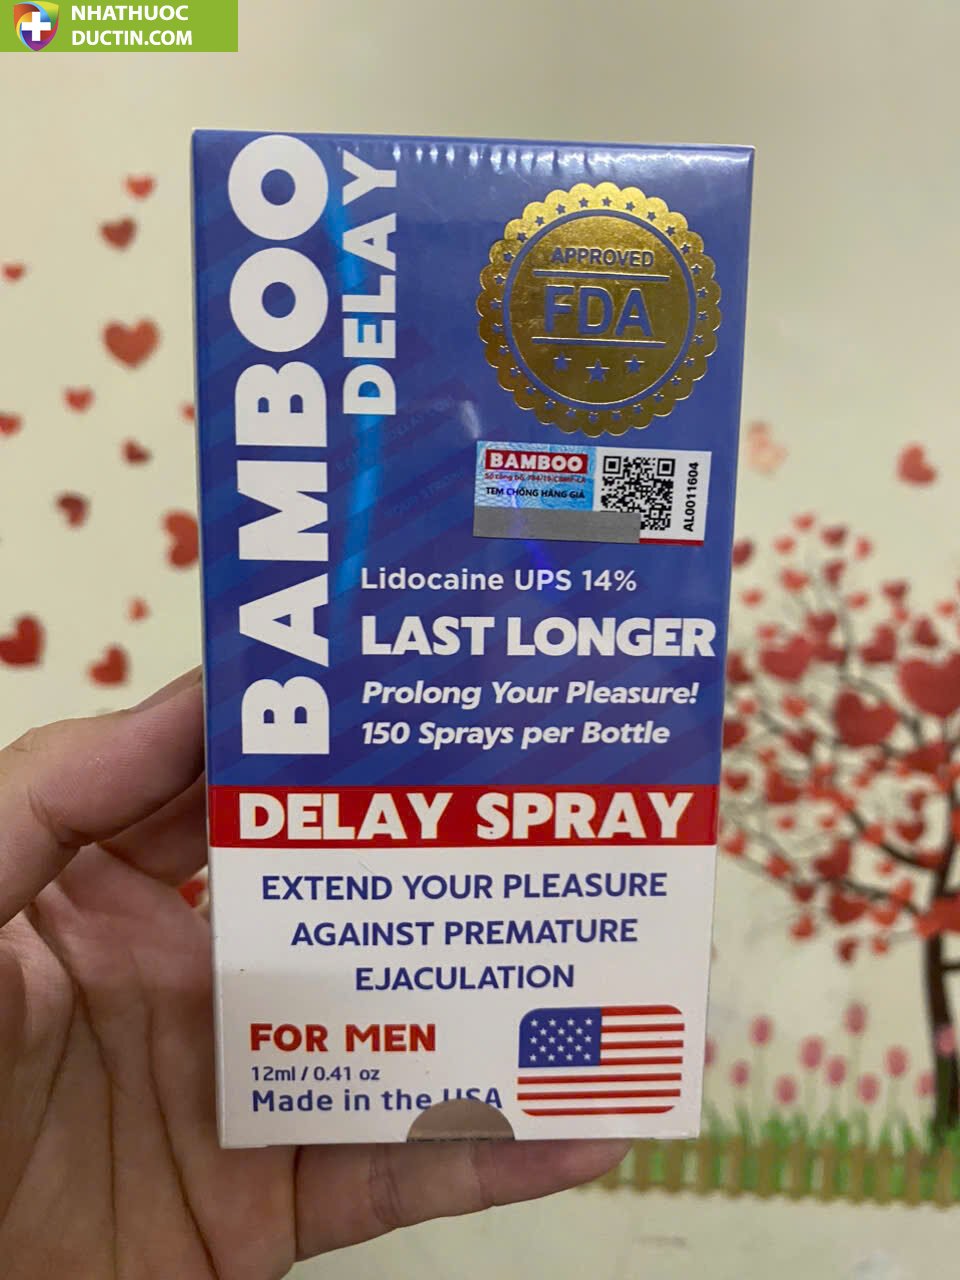 NHATHUOC
DUCTIN.COM
BAMBOO
DELAY
APPROVED
FDA
BAMBOO
TEM CHỐNG HÀNG GIẢ
AL0011604
Lidocaine UPS 14%
LAST LONGER
Prolong Your Pleasure!
150 Sprays per Bottle
DELAY SPRAY
EXTEND YOUR PLEASURE
AGAINST PREMATURE
EJACULATION
FOR MEN
12ml / 0.41 oz
Made in the USA